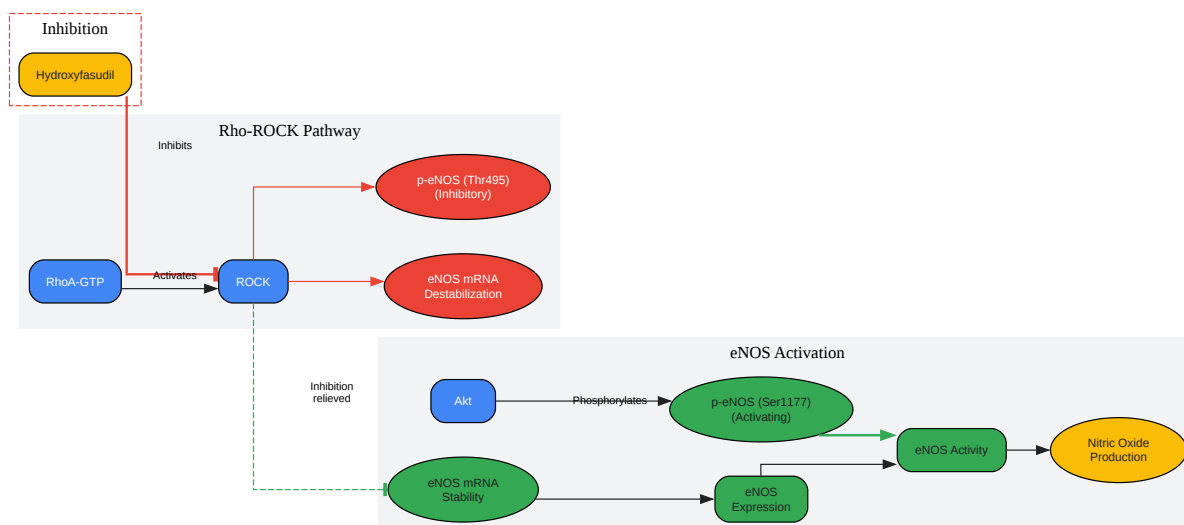 Inhibition
Hydroxyfasudil
Rho-ROCK Pathway
Inhibits
p-eNOS (Thr495)
(Inhibitory)
RhoA-GTP
Activates
ROCK
eNOS mRNA
Destabilization
eNOS Activation
Inhibition
relieved
Akt
Phosphorylates
p-eNOS (Ser1177)
(Activating)
eNOS Activity
Nitric Oxide
Production
eNOS mRNA
Stability
eNOS
Expression